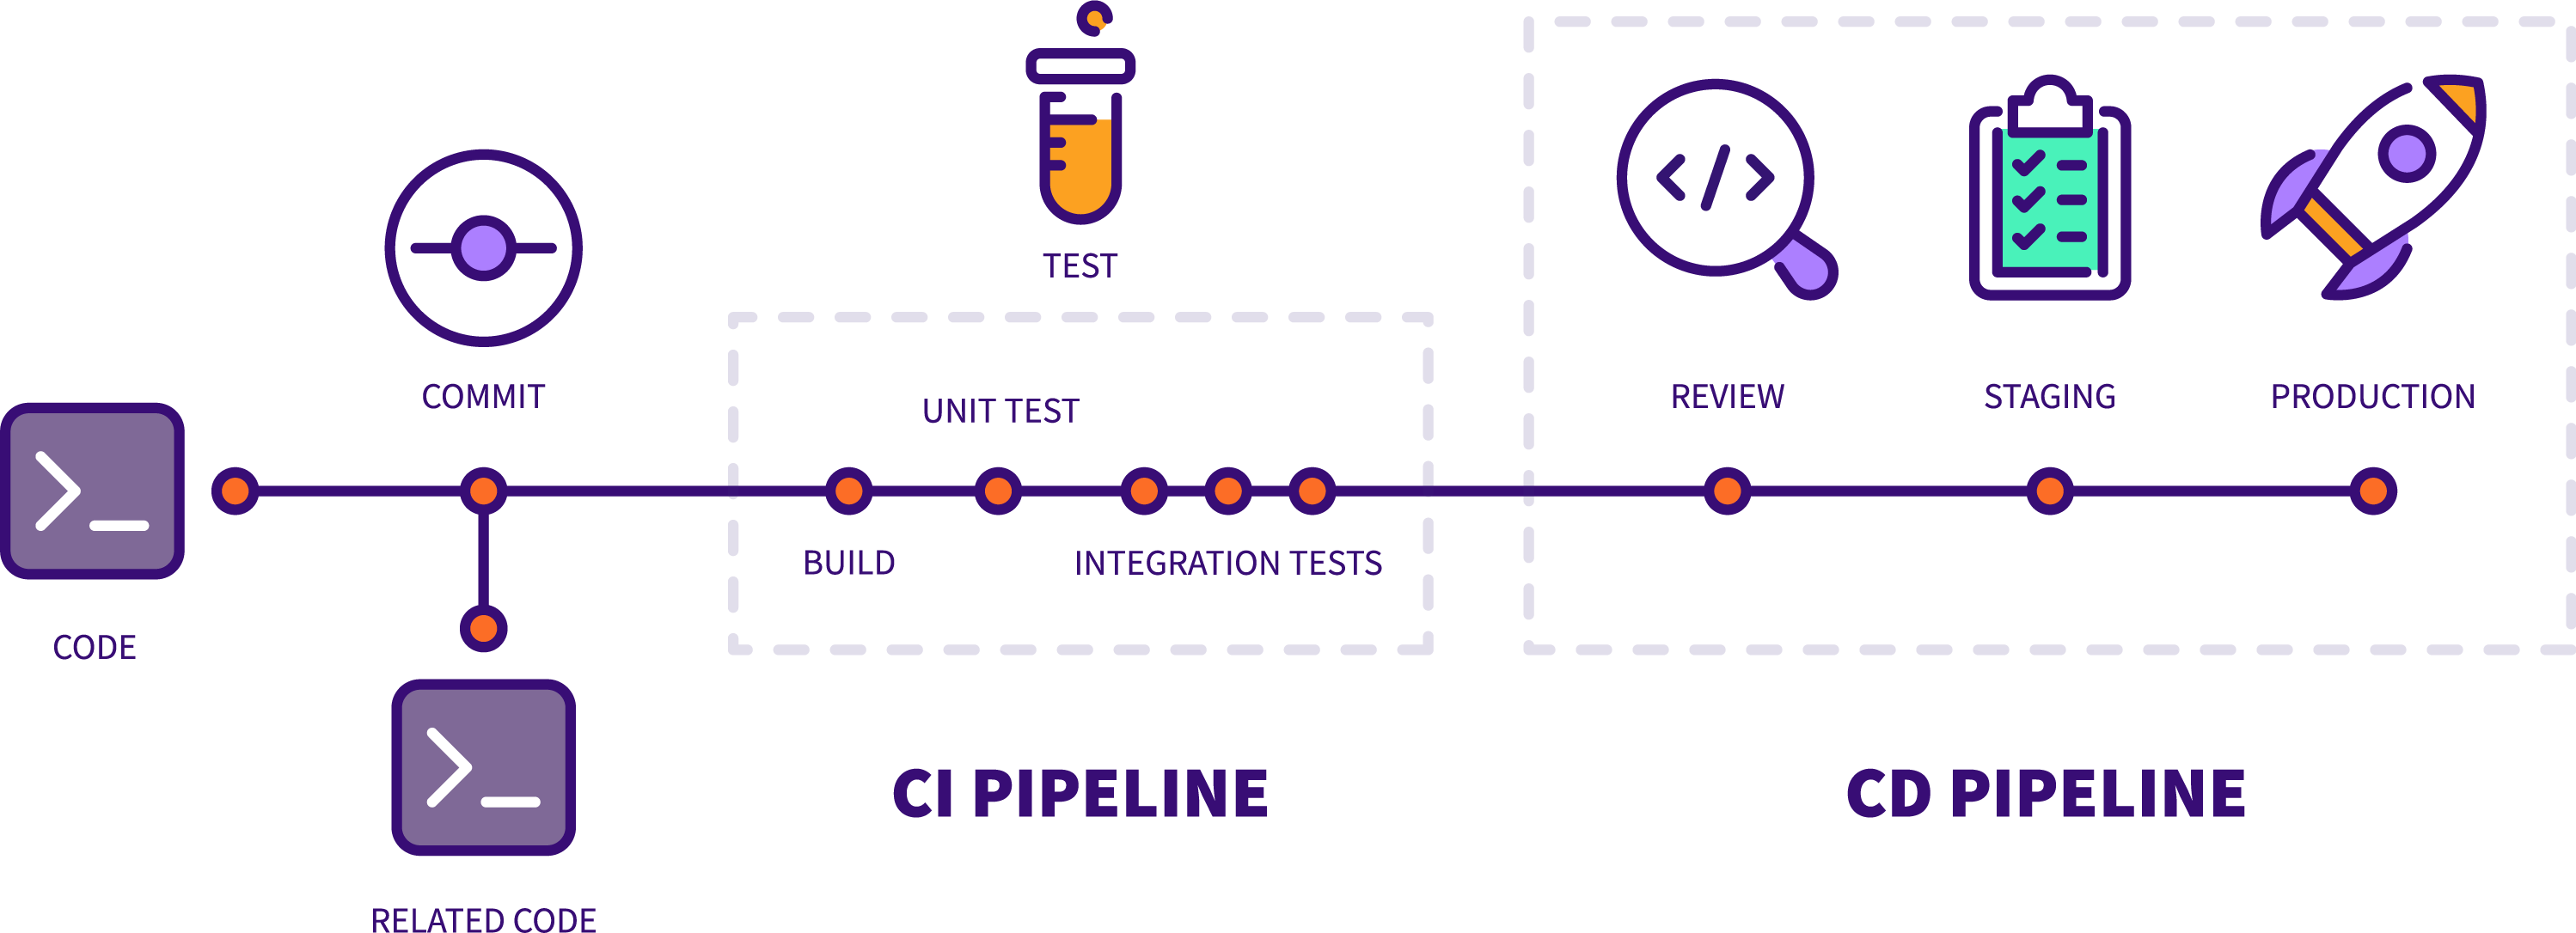 TEST
COMMIT
UNIT TEST
REVIEW
STAGING
PRODUCTION
CODE
BUILD
INTEGRATION TESTS
CI PIPELINE
CD PIPELINE
RELATED CODE